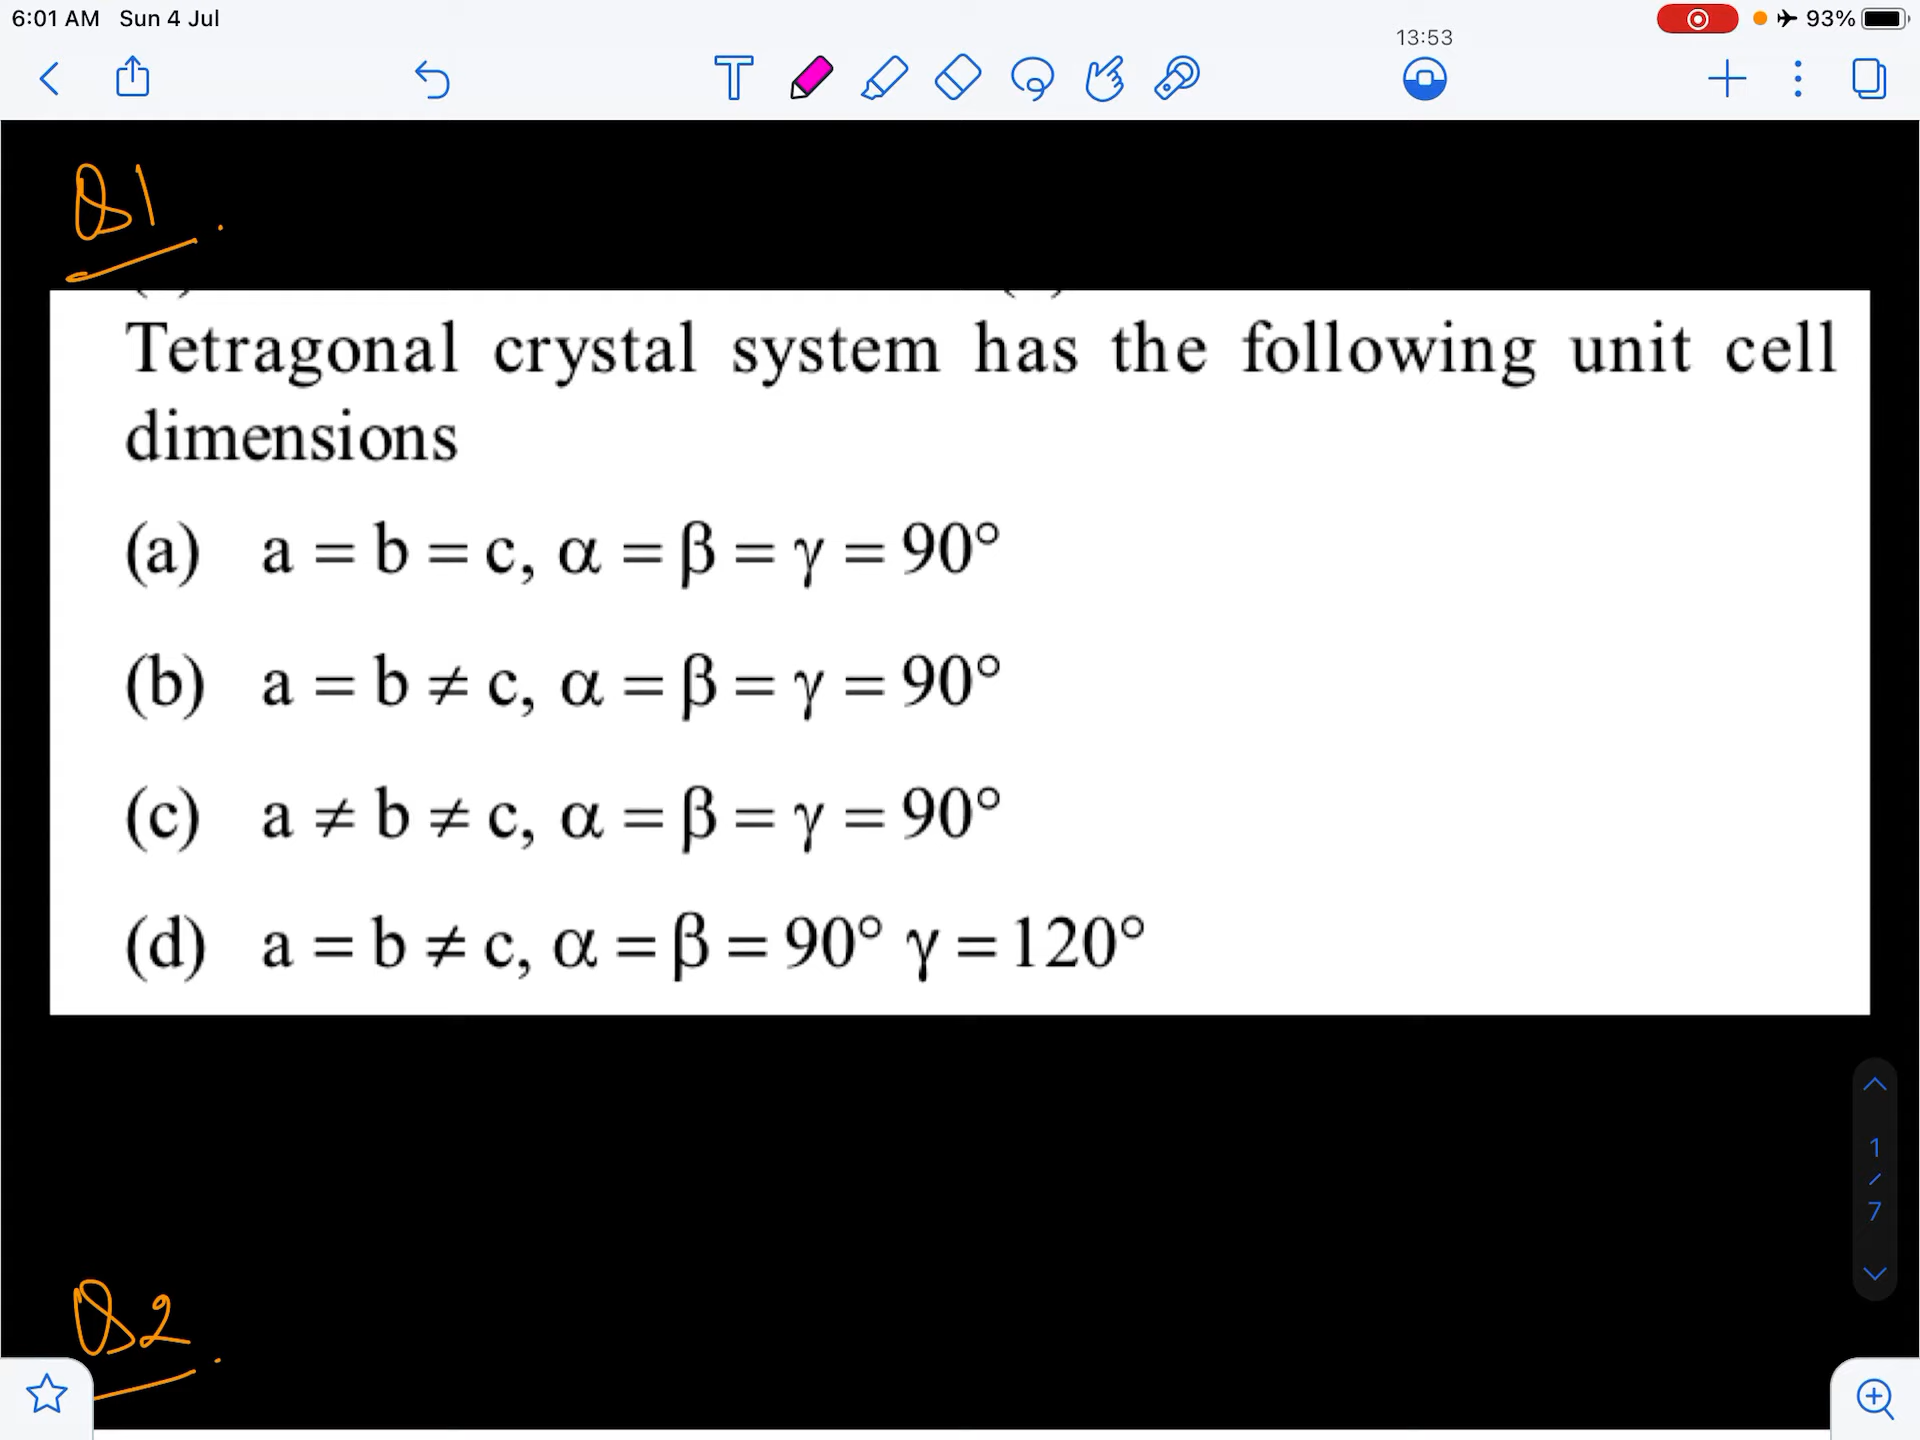 6:01 AM Sun 4 Jul
93%
13:53
Q1.
Tetragonal crystal system has the following unit cell
dimensions
(a) a = b = c, α = β = γ = 90°
(b) a = b ≠ c, α = β = γ = 90°
(c) a ≠ b ≠ c, α = β = γ = 90°
(d) a = b ≠ c, α = β = 90° γ = 120°
1
/
7
Q2.